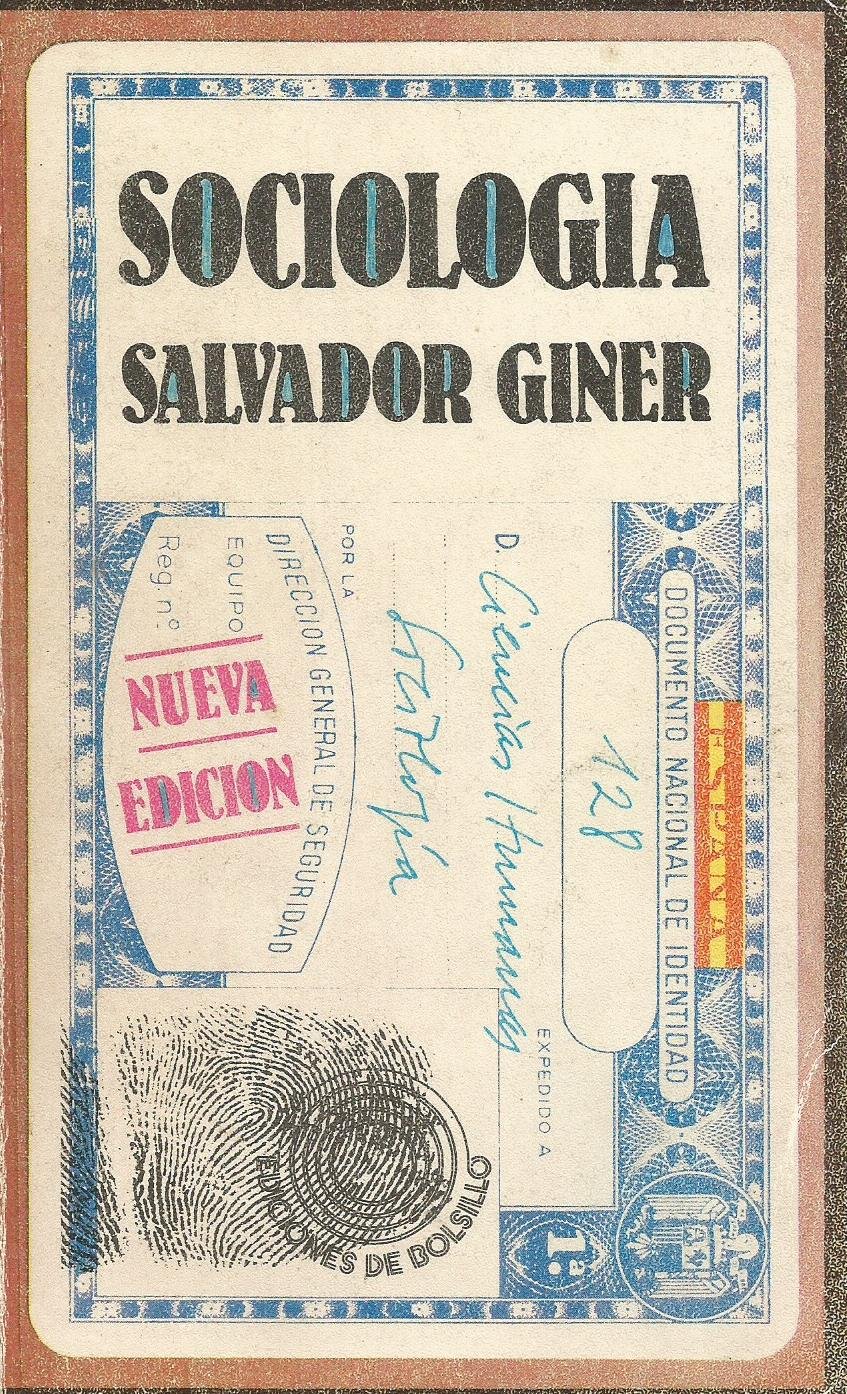 SOCIOLOGIA
SALVADOR GINER
ESPAÑA
DOCUMENTO NACIONAL DE IDENTIDAD
128
EXPEDIDO A
D. Ciencias Humanas
Sociología
POR LA
DIRECCION GENERAL DE SEGURIDAD
EQUIPO
Reg. nº
NUEVA
EDICION
1.ª
EDICIONES DE BOLSILLO